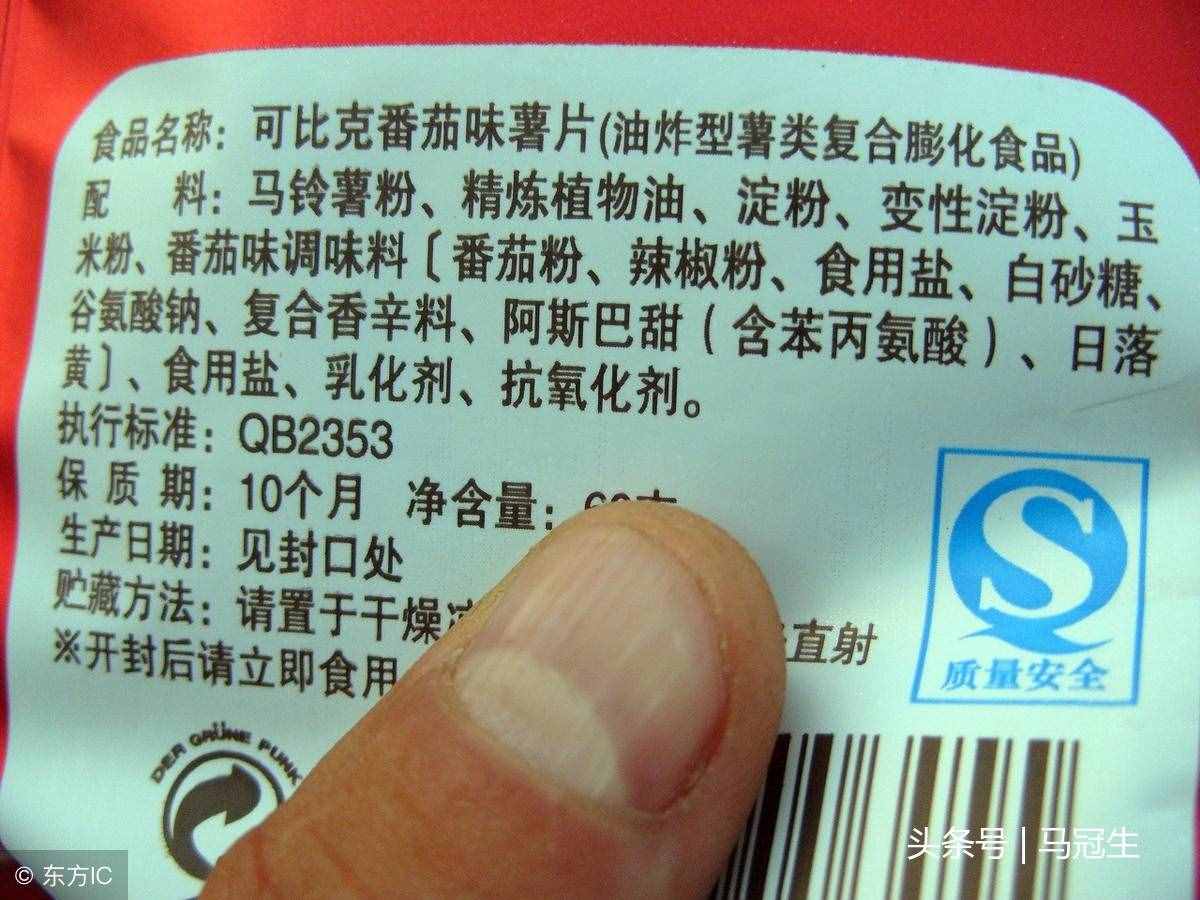 食品名称：可比克番茄味薯片(油炸型薯类复合膨化食品)
配 料：马铃薯粉、精炼植物油、淀粉、变性淀粉、玉
米粉、番茄味调味料〔番茄粉、辣椒粉、食用盐、白砂糖、
谷氨酸钠、复合香辛料、阿斯巴甜（含苯丙氨酸）、日落
黄〕、食用盐、乳化剂、抗氧化剂。
执行标准：QB2353
保 质 期：10个月 净含量：
生产日期：见封口处
贮藏方法：请置于干燥 直射
※开封后请立即食用
质量安全
DER GRÜNE PUNK
头条号 | 马冠生
© 东方IC